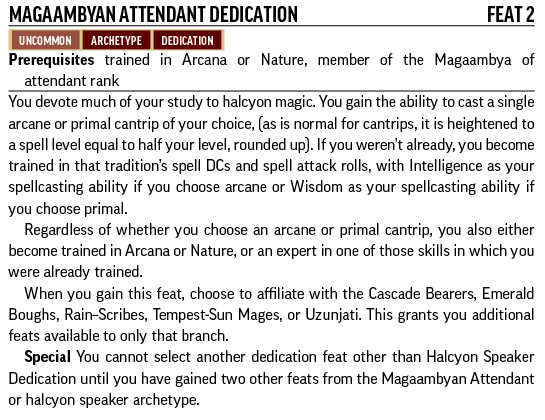 MAGAAMBYAN ATTENDANT DEDICATION FEAT 2
UNCOMMON ARCHETYPE DEDICATION
Prerequisites trained in Arcana or Nature, member of the Magaambya of
attendant rank
You devote much of your study to halcyon magic. You gain the ability to cast a single
arcane or primal cantrip of your choice, (as is normal for cantrips, it is heightened to
a spell level equal to half your level, rounded up). If you weren't already, you become
trained in that tradition's spell DCs and spell attack rolls, with Intelligence as your
spellcasting ability if you choose arcane or Wisdom as your spellcasting ability if
you choose primal.
Regardless of whether you choose an arcane or primal cantrip, you also either
become trained in Arcana or Nature, or an expert in one of those skills in which you
were already trained.
When you gain this feat, choose to affiliate with the Cascade Bearers, Emerald
Boughs, Rain-Scribes, Tempest-Sun Mages, or Uzunjati. This grants you additional
feats available to only that branch.
Special You cannot select another dedication feat other than Halcyon Speaker
Dedication until you have gained two other feats from the Magaambyan Attendant
or halcyon speaker archetype.